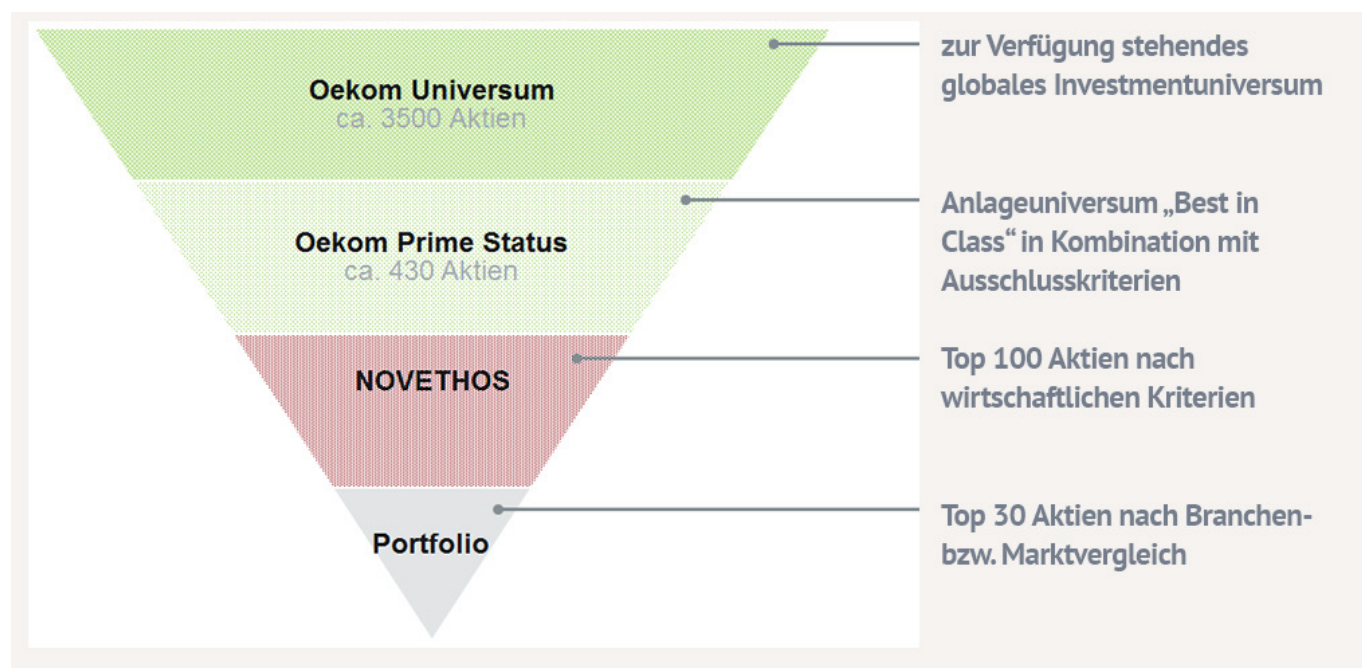 Oekom Universum
ca. 3500 Aktien
zur Verfügung stehendes
globales Investmentuniversum
Oekom Prime Status
ca. 430 Aktien
Anlageuniversum „Best in
Class“ in Kombination mit
Ausschlusskriterien
NOVETHOS
Top 100 Aktien nach
wirtschaftlichen Kriterien
Portfolio
Top 30 Aktien nach Branchen-
bzw. Marktvergleich